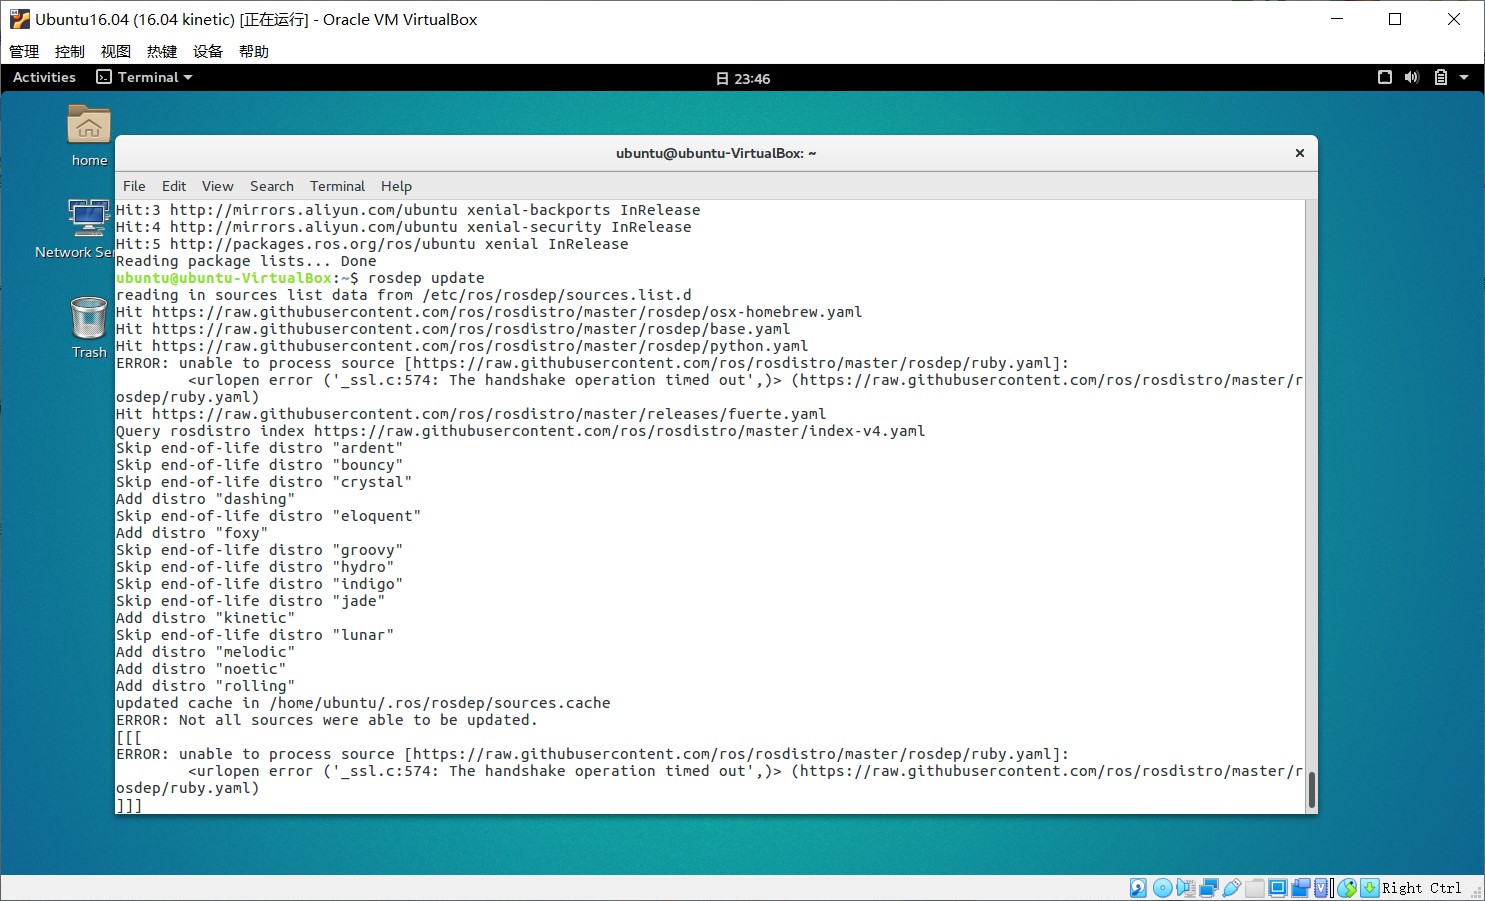 Ubuntu16.04 (16.04 kinetic) [正在运行] - Oracle VM VirtualBox
管理 控制 视图 热键 设备 帮助
Activities Terminal 日 23:46
home
Network Ser
Trash
ubuntu@ubuntu-VirtualBox: ~
File Edit View Search Terminal Help
Hit:3 http://mirrors.aliyun.com/ubuntu xenial-backports InRelease
Hit:4 http://mirrors.aliyun.com/ubuntu xenial-security InRelease
Hit:5 http://packages.ros.org/ros/ubuntu xenial InRelease
Reading package lists... Done
ubuntu@ubuntu-VirtualBox:~$ rosdep update
reading in sources list data from /etc/ros/rosdep/sources.list.d
Hit https://raw.githubusercontent.com/ros/rosdistro/master/rosdep/osx-homebrew.yaml
Hit https://raw.githubusercontent.com/ros/rosdistro/master/rosdep/base.yaml
Hit https://raw.githubusercontent.com/ros/rosdistro/master/rosdep/python.yaml
ERROR: unable to process source [https://raw.githubusercontent.com/ros/rosdistro/master/rosdep/ruby.yaml]:
<urlopen error ('_ssl.c:574: The handshake operation timed out',)> (https://raw.githubusercontent.com/ros/rosdistro/master/r
osdep/ruby.yaml)
Hit https://raw.githubusercontent.com/ros/rosdistro/master/releases/fuerte.yaml
Query rosdistro index https://raw.githubusercontent.com/ros/rosdistro/master/index-v4.yaml
Skip end-of-life distro "ardent"
Skip end-of-life distro "bouncy"
Skip end-of-life distro "crystal"
Add distro "dashing"
Skip end-of-life distro "eloquent"
Add distro "foxy"
Skip end-of-life distro "groovy"
Skip end-of-life distro "hydro"
Skip end-of-life distro "indigo"
Skip end-of-life distro "jade"
Add distro "kinetic"
Skip end-of-life distro "lunar"
Add distro "melodic"
Add distro "noetic"
Add distro "rolling"
updated cache in /home/ubuntu/.ros/rosdep/sources.cache
ERROR: Not all sources were able to be updated.
[[[
ERROR: unable to process source [https://raw.githubusercontent.com/ros/rosdistro/master/rosdep/ruby.yaml]:
<urlopen error ('_ssl.c:574: The handshake operation timed out',)> (https://raw.githubusercontent.com/ros/rosdistro/master/r
osdep/ruby.yaml)
]]]
Right Ctrl